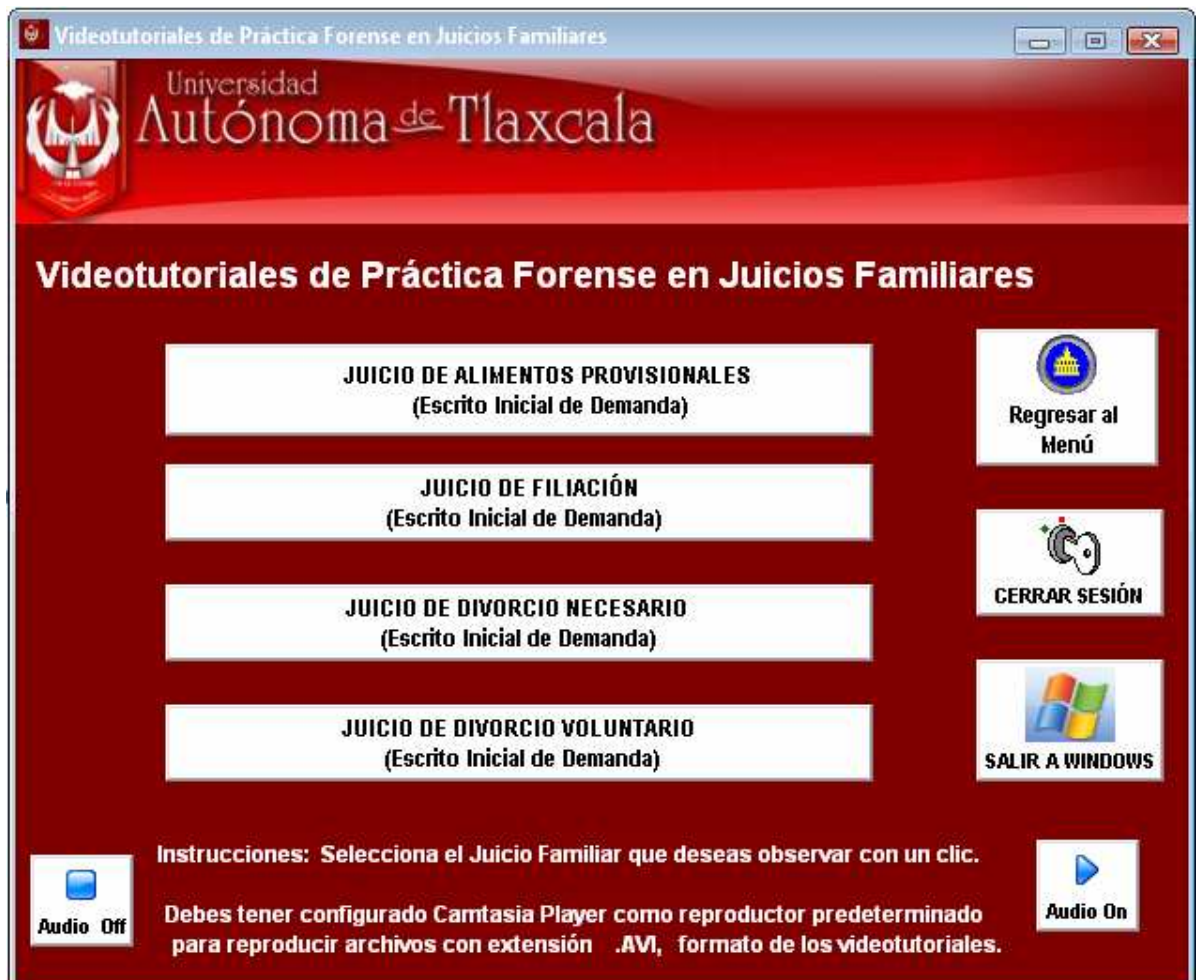 Videotutoriales de Práctica Forense en Juicios Familiares
Universidad
Autónoma de Tlaxcala
Videotutoriales de Práctica Forense en Juicios Familiares
JUICIO DE ALIMENTOS PROVISIONALES
(Escrito Inicial de Demanda)
Regresar al
Menú
JUICIO DE FILIACIÓN
(Escrito Inicial de Demanda)
CERRAR SESIÓN
JUICIO DE DIVORCIO NECESARIO
(Escrito Inicial de Demanda)
JUICIO DE DIVORCIO VOLUNTARIO
(Escrito Inicial de Demanda)
SALIR A WINDOWS
Instrucciones: Selecciona el Juicio Familiar que deseas observar con un clic.
Audio Off
Debes tener configurado Camtasia Player como reproductor predeterminado
para reproducir archivos con extensión .AVI, formato de los videotutoriales.
Audio On